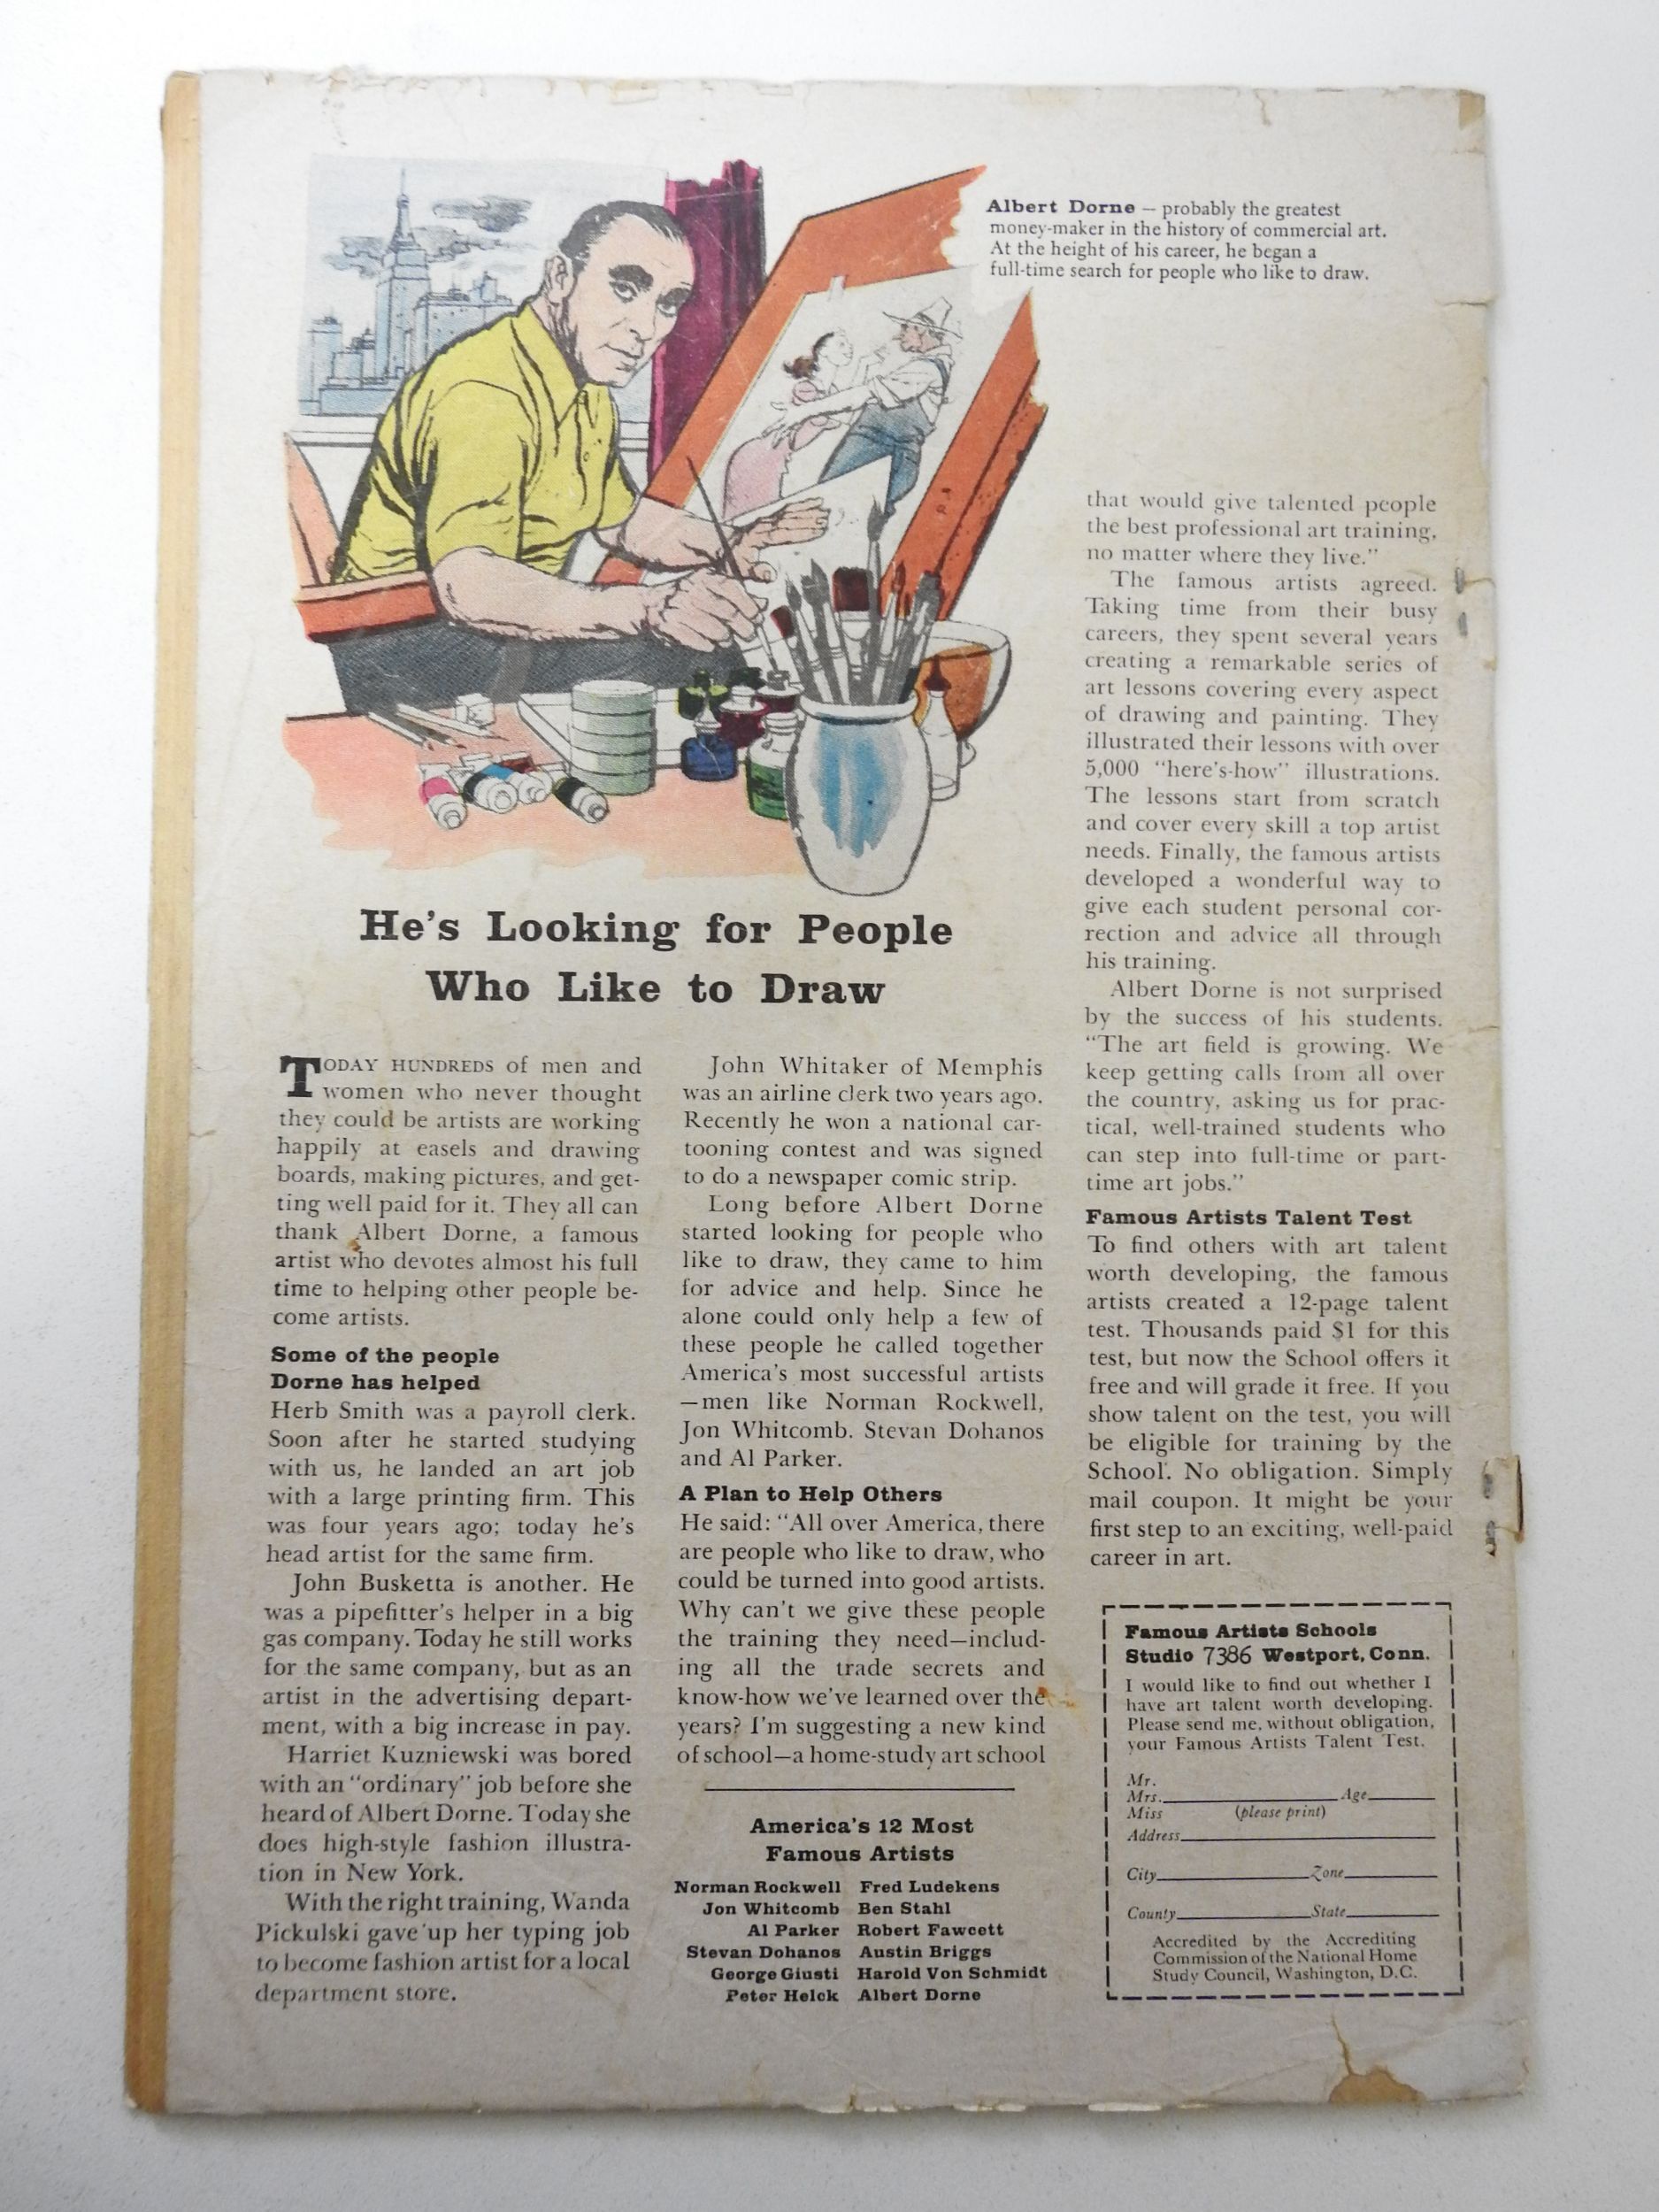 Albert Dorne — probably the greatest
money-maker in the history of commercial art.
At the height of his career, he began a
full-time search for people who like to draw.
He's Looking for People
Who Like to Draw
TODAY HUNDREDS of men and
women who never thought
they could be artists are working
happily at easels and drawing
boards, making pictures, and get-
ting well paid for it. They all can
thank Albert Dorne, a famous
artist who devotes almost his full
time to helping other people be-
come artists.
Some of the people
Dorne has helped
Herb Smith was a payroll clerk.
Soon after he started studying
with us, he landed an art job
with a large printing firm. This
was four years ago; today he's
head artist for the same firm.
John Busketta is another. He
was a pipefitter's helper in a big
gas company. Today he still works
for the same company, but as an
artist in the advertising depart-
ment, with a big increase in pay.
Harriet Kuzniewski was bored
with an "ordinary" job before she
heard of Albert Dorne. Today she
does high-style fashion illustra-
tion in New York.
With the right training, Wanda
Pickulski gave up her typing job
to become fashion artist for a local
department store.
John Whitaker of Memphis
was an airline clerk two years ago.
Recently he won a national car-
tooning contest and was signed
to do a newspaper comic strip.
Long before Albert Dorne
started looking for people who
like to draw, they came to him
for advice and help. Since he
alone could only help a few of
these people he called together
America's most successful artists
—men like Norman Rockwell,
Jon Whitcomb. Stevan Dohanos
and Al Parker.
A Plan to Help Others
He said: "All over America, there
are people who like to draw, who
could be turned into good artists.
Why can't we give these people
the training they need—includ-
ing all the trade secrets and
know-how we've learned over the
years? I'm suggesting a new kind
of school—a home-study art school
America's 12 Most
Famous Artists
Norman Rockwell Fred Ludekens
Jon Whitcomb Ben Stahl
Al Parker Robert Fawcett
Stevan Dohanos Austin Briggs
George Giusti Harold Von Schmidt
Peter Helck Albert Dorne
that would give talented people
the best professional art training,
no matter where they live."
The famous artists agreed.
Taking time from their busy
careers, they spent several years
creating a remarkable series of
art lessons covering every aspect
of drawing and painting. They
illustrated their lessons with over
5,000 "here's-how" illustrations.
The lessons start from scratch
and cover every skill a top artist
needs. Finally, the famous artists
developed a wonderful way to
give each student personal cor-
rection and advice all through
his training.
Albert Dorne is not surprised
by the success of his students.
"The art field is growing. We
keep getting calls from all over
the country, asking us for prac-
tical, well-trained students who
can step into full-time or part-
time art jobs."
Famous Artists Talent Test
To find others with art talent
worth developing, the famous
artists created a 12-page talent
test. Thousands paid $1 for this
test, but now the School offers it
free and will grade it free. If you
show talent on the test, you will
be eligible for training by the
School. No obligation. Simply
mail coupon. It might be your
first step to an exciting, well-paid
career in art.
Famous Artists Schools
Studio 7386 Westport, Conn.
I would like to find out whether I
have art talent worth developing.
Please send me, without obligation,
your Famous Artists Talent Test.
Mr.
Mrs. Age
Miss (please print)
Address
City Zone
County State
Accredited by the Accrediting
Commission of the National Home
Study Council, Washington, D.C.